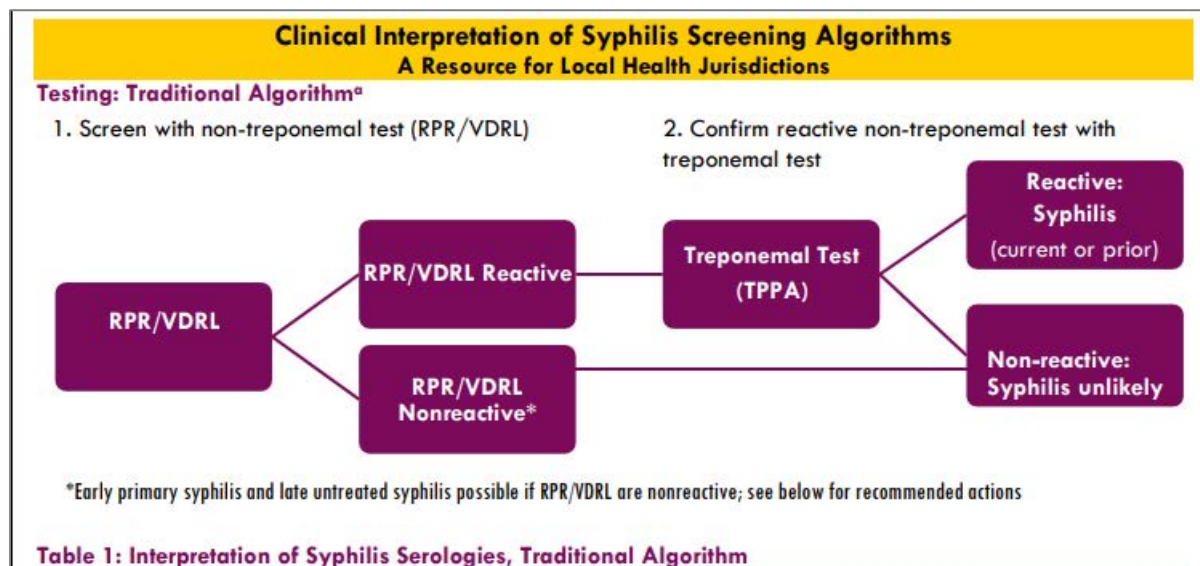 Clinical Interpretation of Syphilis Screening Algorithms
A Resource for Local Health Jurisdictions
Testing: Traditional Algorithmᵃ
1. Screen with non-treponemal test (RPR/VDRL)
2. Confirm reactive non-treponemal test with
treponemal test
RPR/VDRL
RPR/VDRL Reactive
RPR/VDRL
Nonreactive*
Treponemal Test
(TPPA)
Reactive:
Syphilis
(current or prior)
Non-reactive:
Syphilis unlikely
*Early primary syphilis and late untreated syphilis possible if RPR/VDRL are nonreactive; see below for recommended actions
Table 1: Interpretation of Syphilis Serologies, Traditional Algorithm